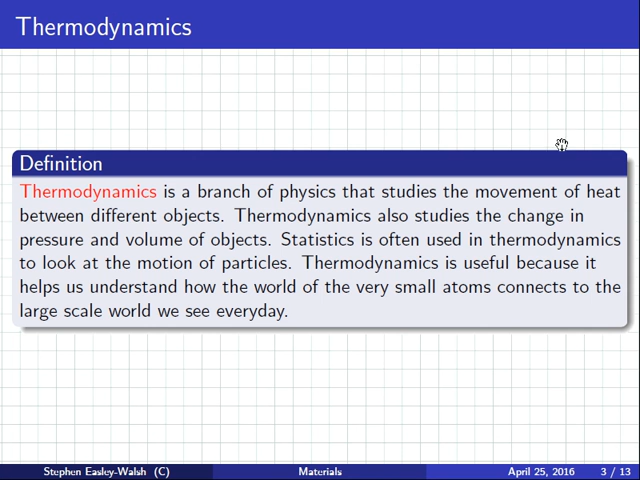 Thermodynamics
Definition
Thermodynamics is a branch of physics that studies the movement of heat
between different objects. Thermodynamics also studies the change in
pressure and volume of objects. Statistics is often used in thermodynamics
to look at the motion of particles. Thermodynamics is useful because it
helps us understand how the world of the very small atoms connects to the
large scale world we see everyday.
Stephen Easley-Walsh (C) Materials April 25, 2016 3 / 13